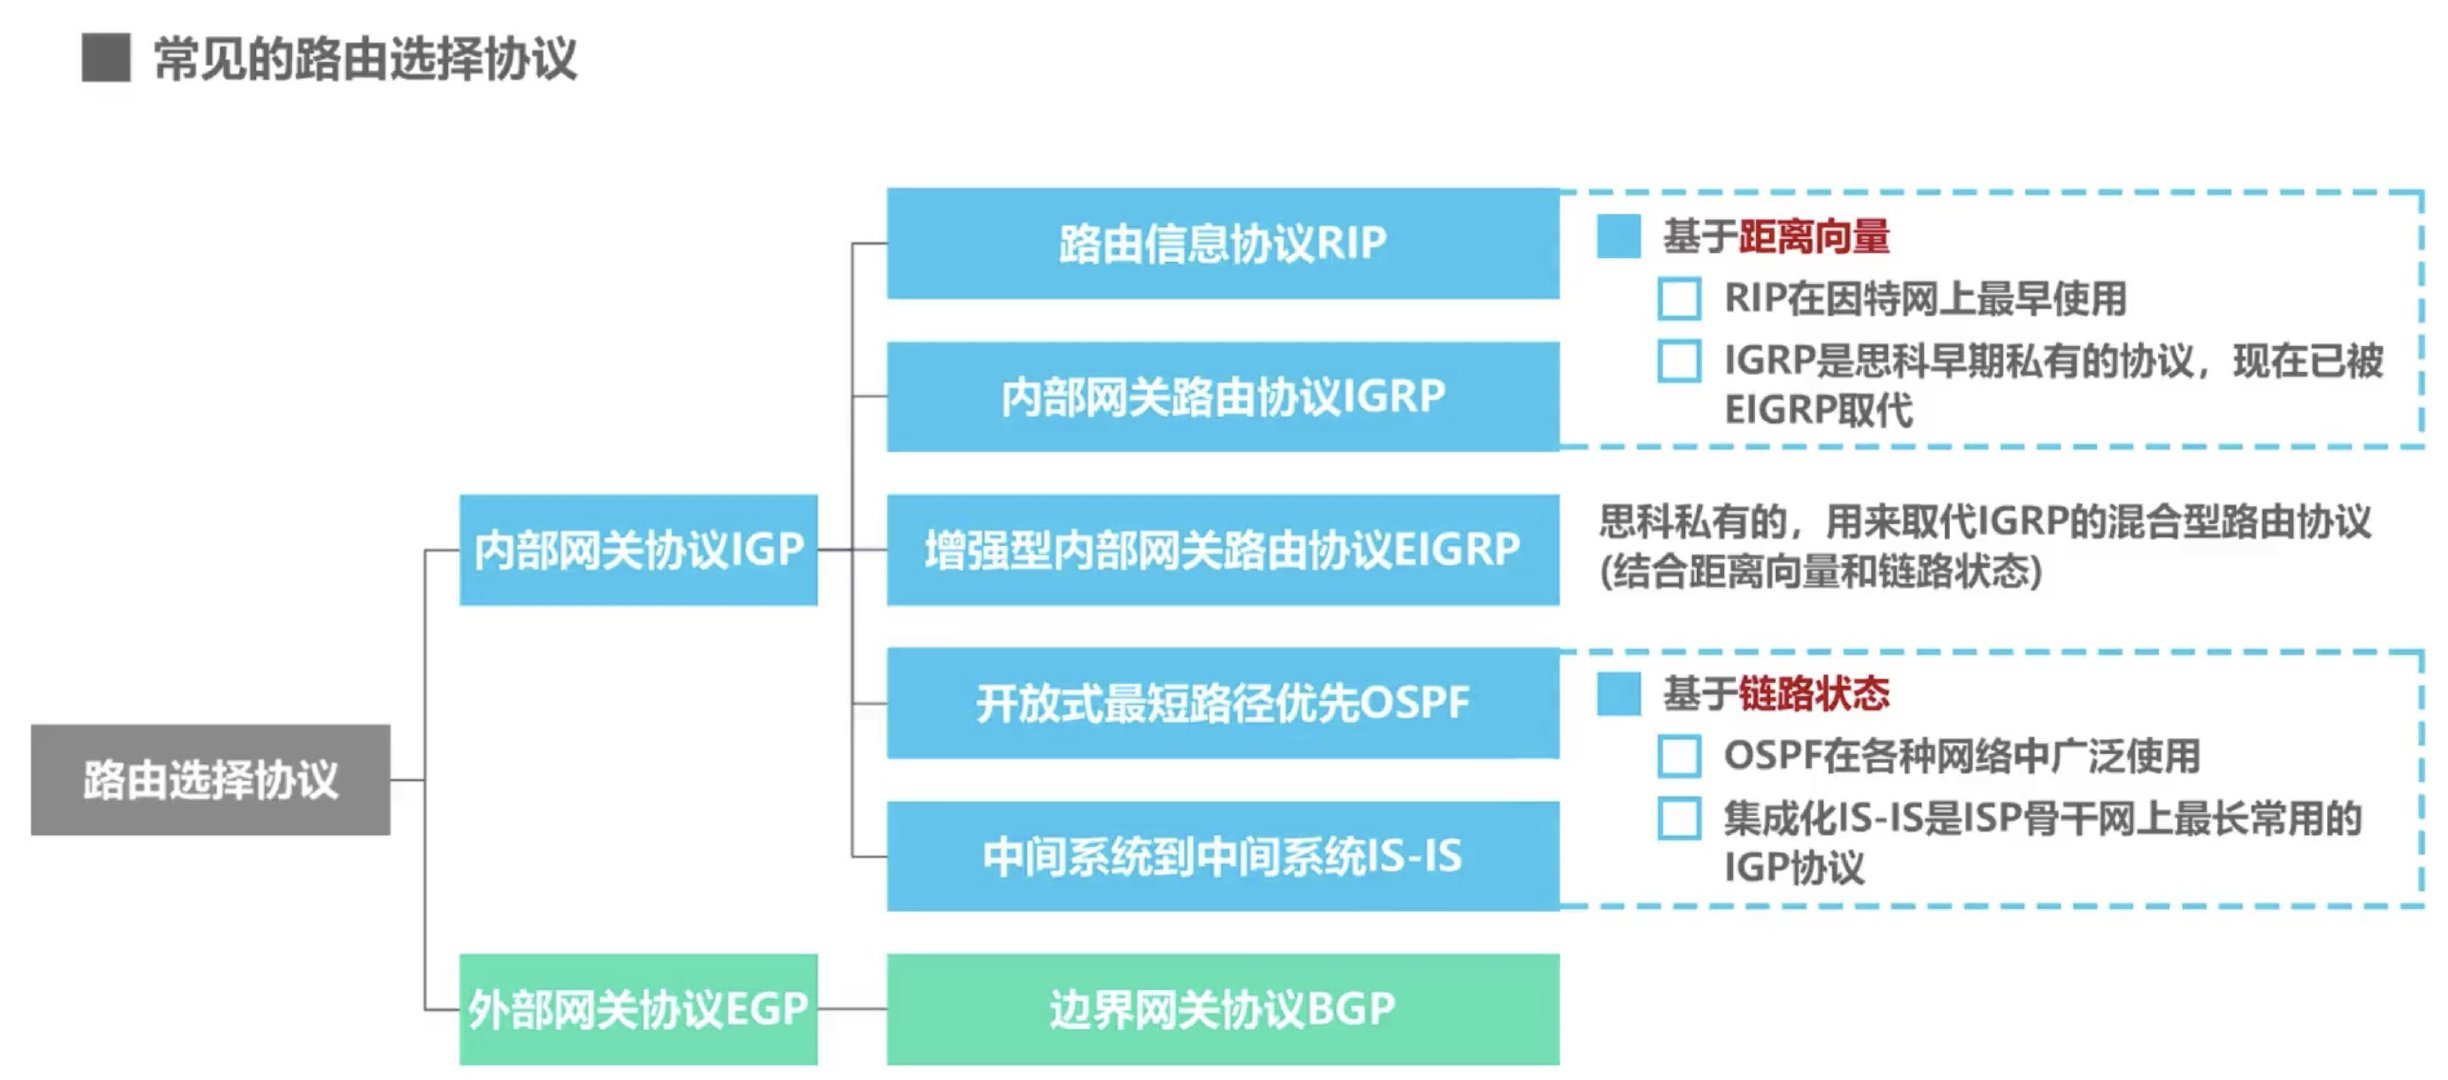 常见的路由选择协议
路由信息协议RIP
基于距离向量
RIP在因特网上最早使用
IGRP是思科早期私有的协议，现在已被
EIGRP取代
内部网关路由协议IGRP
内部网关协议IGP
增强型内部网关路由协议EIGRP
思科私有的，用来取代IGRP的混合型路由协议
(结合距离向量和链路状态)
开放式最短路径优先OSPF
基于链路状态
OSPF在各种网络中广泛使用
集成化IS-IS是ISP骨干网上最长常用的
IGP协议
路由选择协议
中间系统到中间系统IS-IS
外部网关协议EGP
边界网关协议BGP